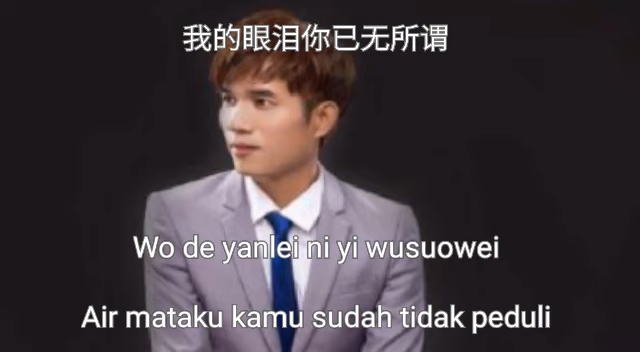 我的眼泪你已无所谓
Wo de yanlei ni yi wusuowei
Air mataku kamu sudah tidak peduli